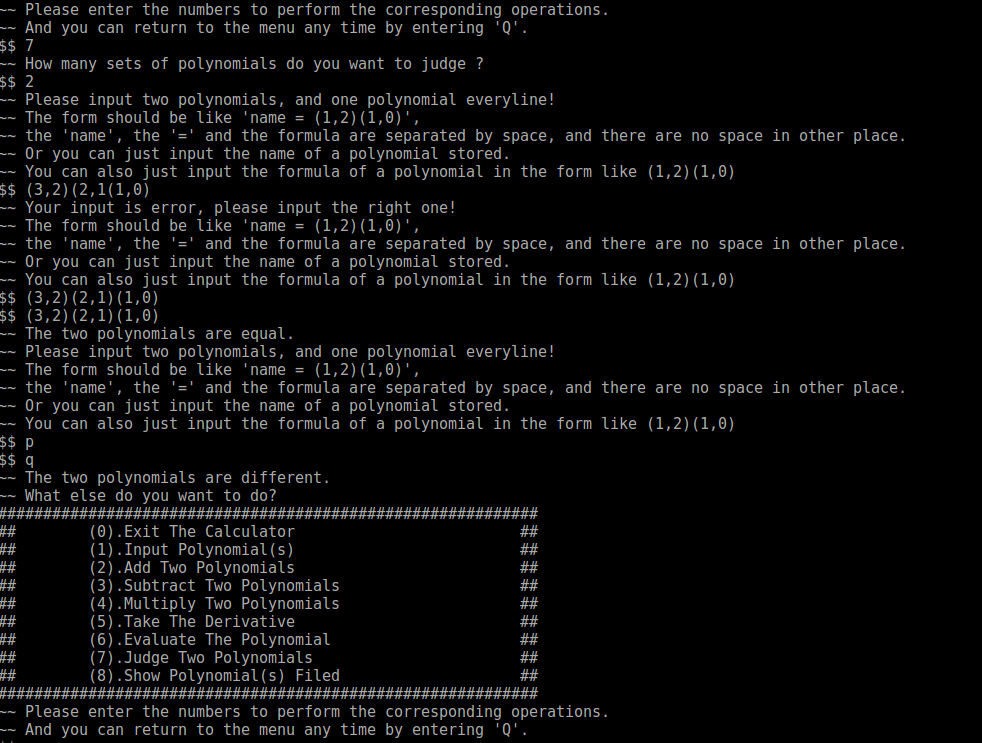 ~~ Please enter the numbers to perform the corresponding operations.
~~ And you can return to the menu any time by entering 'Q'.
$$ 7
~~ How many sets of polynomials do you want to judge ?
$$ 2
~~ Please input two polynomials, and one polynomial everyline!
~~ The form should be like 'name = (1,2)(1,0)',
~~ the 'name', the '=' and the formula are separated by space, and there are no space in other place.
~~ Or you can just input the name of a polynomial stored.
~~ You can also just input the formula of a polynomial in the form like (1,2)(1,0)
$$ (3,2)(2,1(1,0)
~~ Your input is error, please input the right one!
~~ The form should be like 'name = (1,2)(1,0)',
~~ the 'name', the '=' and the formula are separated by space, and there are no space in other place.
~~ Or you can just input the name of a polynomial stored.
~~ You can also just input the formula of a polynomial in the form like (1,2)(1,0)
$$ (3,2)(2,1)(1,0)
$$ (3,2)(2,1)(1,0)
~~ The two polynomials are equal.
~~ Please input two polynomials, and one polynomial everyline!
~~ The form should be like 'name = (1,2)(1,0)',
~~ the 'name', the '=' and the formula are separated by space, and there are no space in other place.
~~ Or you can just input the name of a polynomial stored.
~~ You can also just input the formula of a polynomial in the form like (1,2)(1,0)
$$ p
$$ q
~~ The two polynomials are different.
~~ What else do you want to do?
############################################################
##        (0).Exit The Calculator                         ##
##        (1).Input Polynomial(s)                         ##
##        (2).Add Two Polynomials                         ##
##        (3).Subtract Two Polynomials                    ##
##        (4).Multiply Two Polynomials                    ##
##        (5).Take The Derivative                         ##
##        (6).Evaluate The Polynomial                     ##
##        (7).Judge Two Polynomials                       ##
##        (8).Show Polynomial(s) Filed                    ##
############################################################
~~ Please enter the numbers to perform the corresponding operations.
~~ And you can return to the menu any time by entering 'Q'.